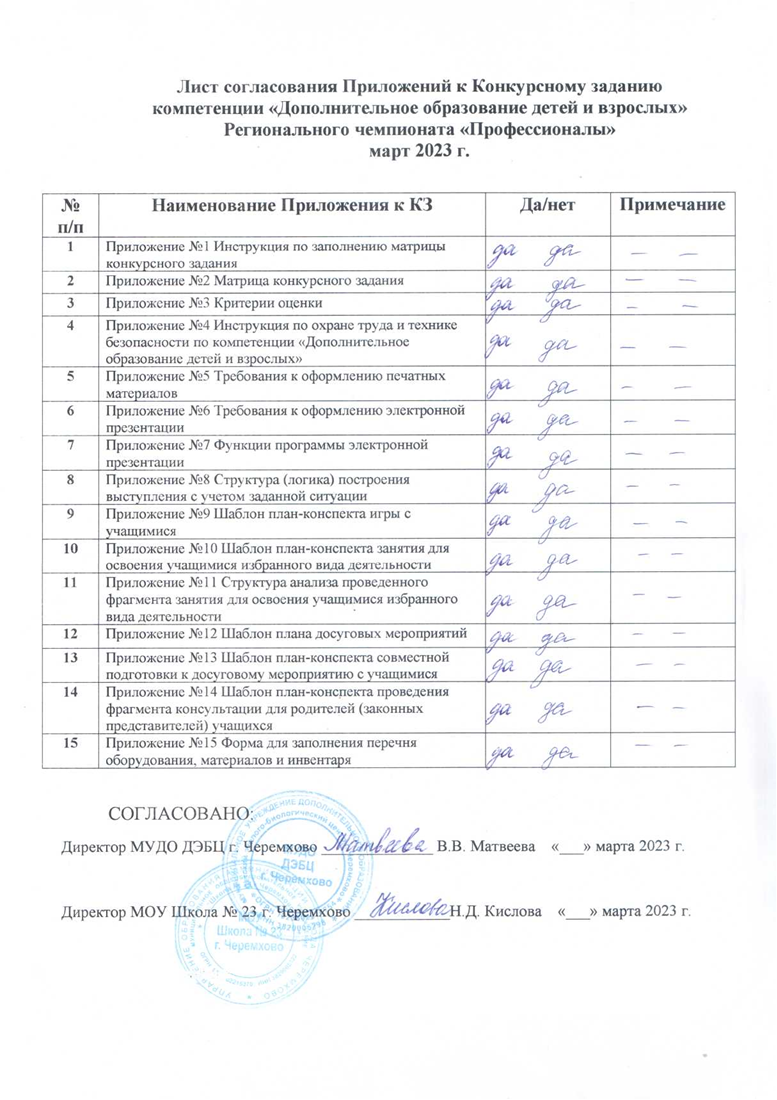 Лист согласования Приложений к Конкурсному заданию
компетенции «Дополнительное образование детей и взрослых»
Регионального чемпионата «Профессионалы»
март 2023 г.
№ Наименование Приложения к КЗ Да/нет Примечание
п/п
1 Приложение №1 Инструкция по заполнению матрицы да да — —
конкурсного задания
2 Приложение №2 Матрица конкурсного задания да да — —
3 Приложение №3 Критерии оценки да да — —
4 Приложение №4 Инструкция по охране труда и технике
безопасности по компетенции «Дополнительное да да — —
образование детей и взрослых»
5 Приложение №5 Требования к оформлению печатных да да — —
материалов
6 Приложение №6 Требования к оформлению электронной да да — —
презентации
7 Приложение №7 Функции программы электронной да да — —
презентации
8 Приложение №8 Структура (логика) построения да да — —
выступления с учетом заданной ситуации
9 Приложение №9 Шаблон план-конспекта игры с да да — —
учащимися
10 Приложение №10 Шаблон план-конспекта занятия для да да — —
освоения учащимися избранного вида деятельности
11 Приложение №11 Структура анализа проведенного
фрагмента занятия для освоения учащимися избранного да да — —
вида деятельности
12 Приложение №12 Шаблон плана досуговых мероприятий да да — —
13 Приложение №13 Шаблон план-конспекта совместной да да — —
подготовки к досуговому мероприятию с учащимися
14 Приложение №14 Шаблон план-конспекта проведения
фрагмента консультации для родителей (законных да да — —
представителей) учащихся
15 Приложение №15 Форма для заполнения перечня да да — —
оборудования, материалов и инвентаря
СОГЛАСОВАНО:
Директор МУДО ДЭБЦ г. Черемхово Матвеева В.В. Матвеева «___» марта 2023 г.
ДЭБЦ
г. Черемхово
Директор МОУ Школа № 23 г. Черемхово Кислова Н.Д. Кислова «___» марта 2023 г.
Школа № 23
г. Черемхово